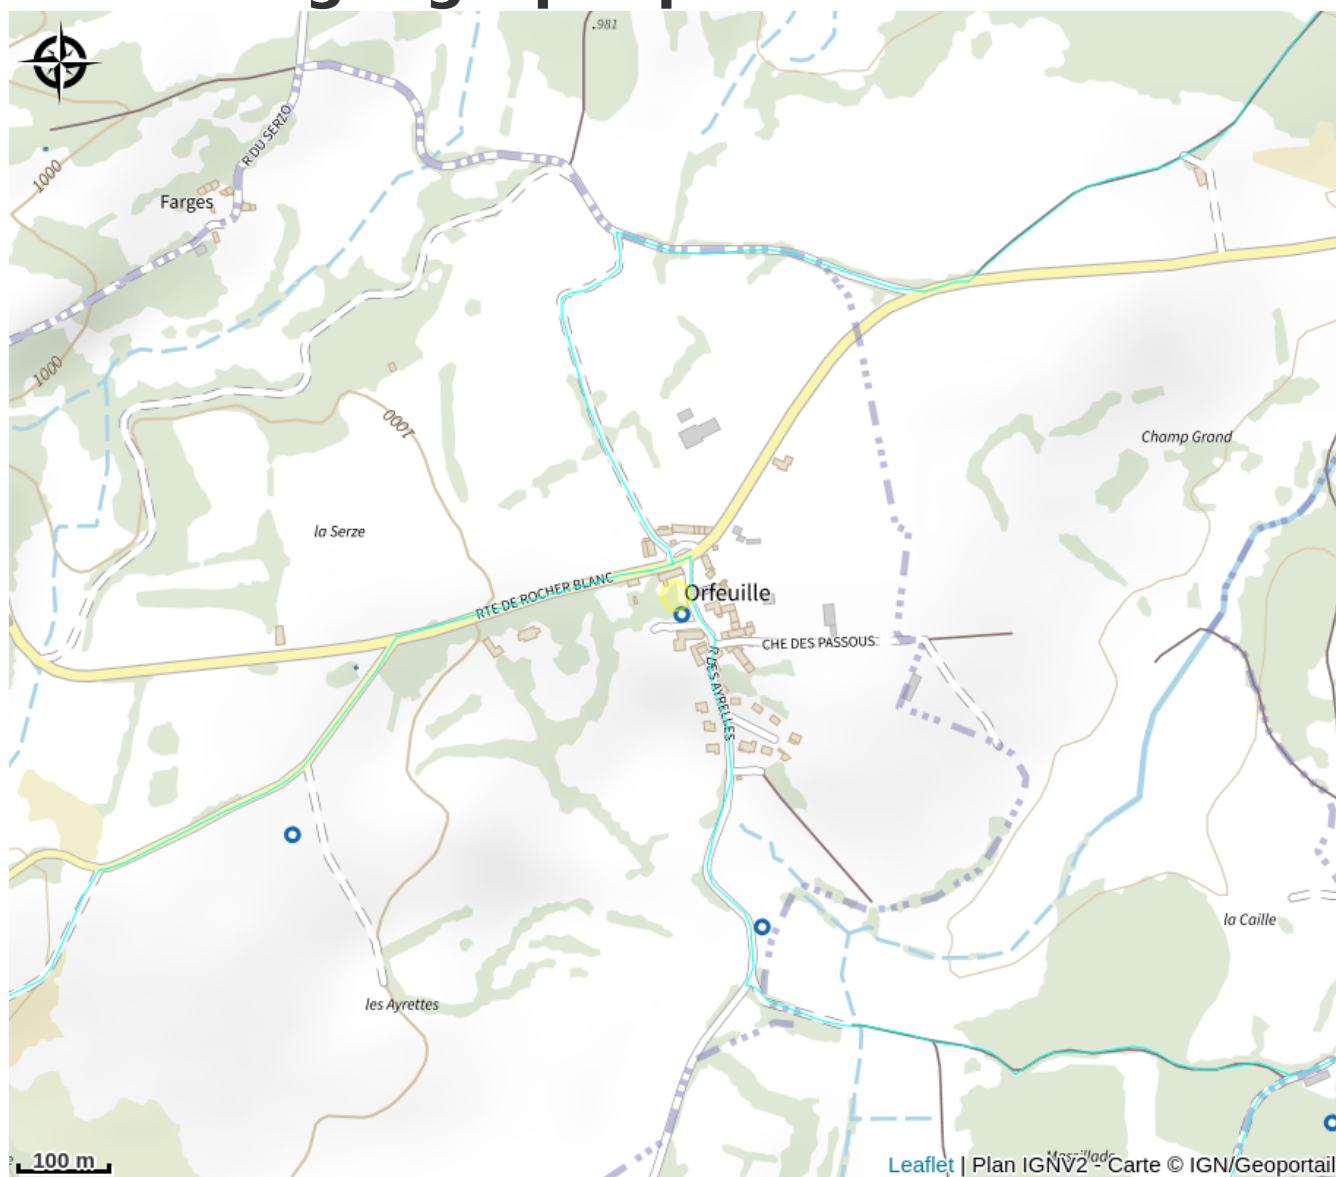 .981
R DU SERZO
1000
Farges
1000
1000
Champ Grand
la Serze
RTE DE ROCHER BLANC
Orfeuille
CHE DES PASSOUS
R DES AYRELLES
la Caille
les Ayrettes
100 m
Leaflet | Plan IGNV2 - Carte © IGN/Geoportail